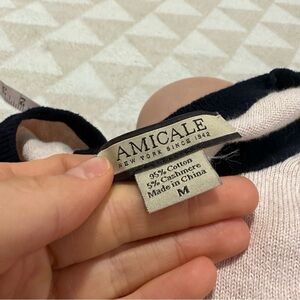 AMICALE
NEW YORK SINCE 1942
95% Cotton
5% Cashmere
Made in China
M